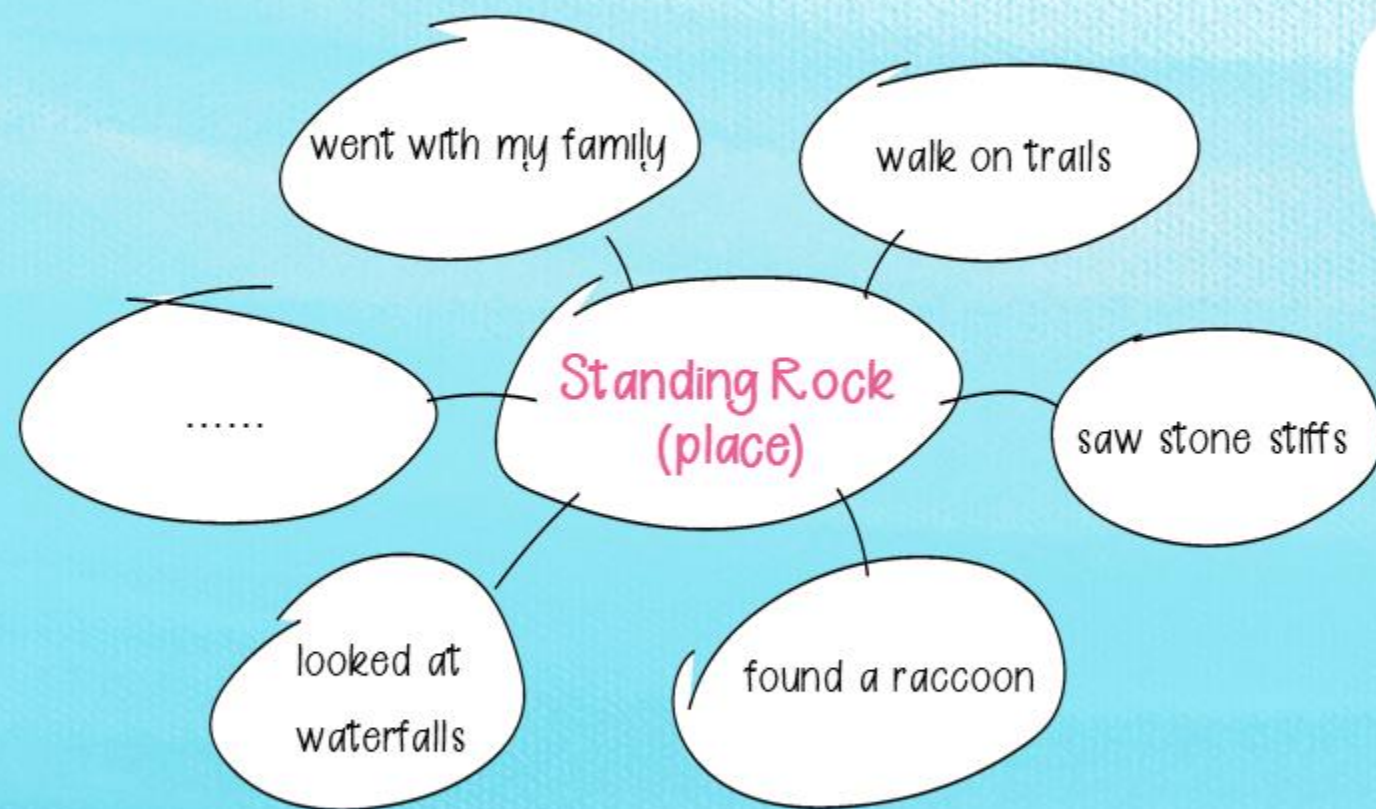 went with my family
walk on trails
Standing Rock
(place)
......
saw stone stiffs
looked at
waterfalls
found a raccoon